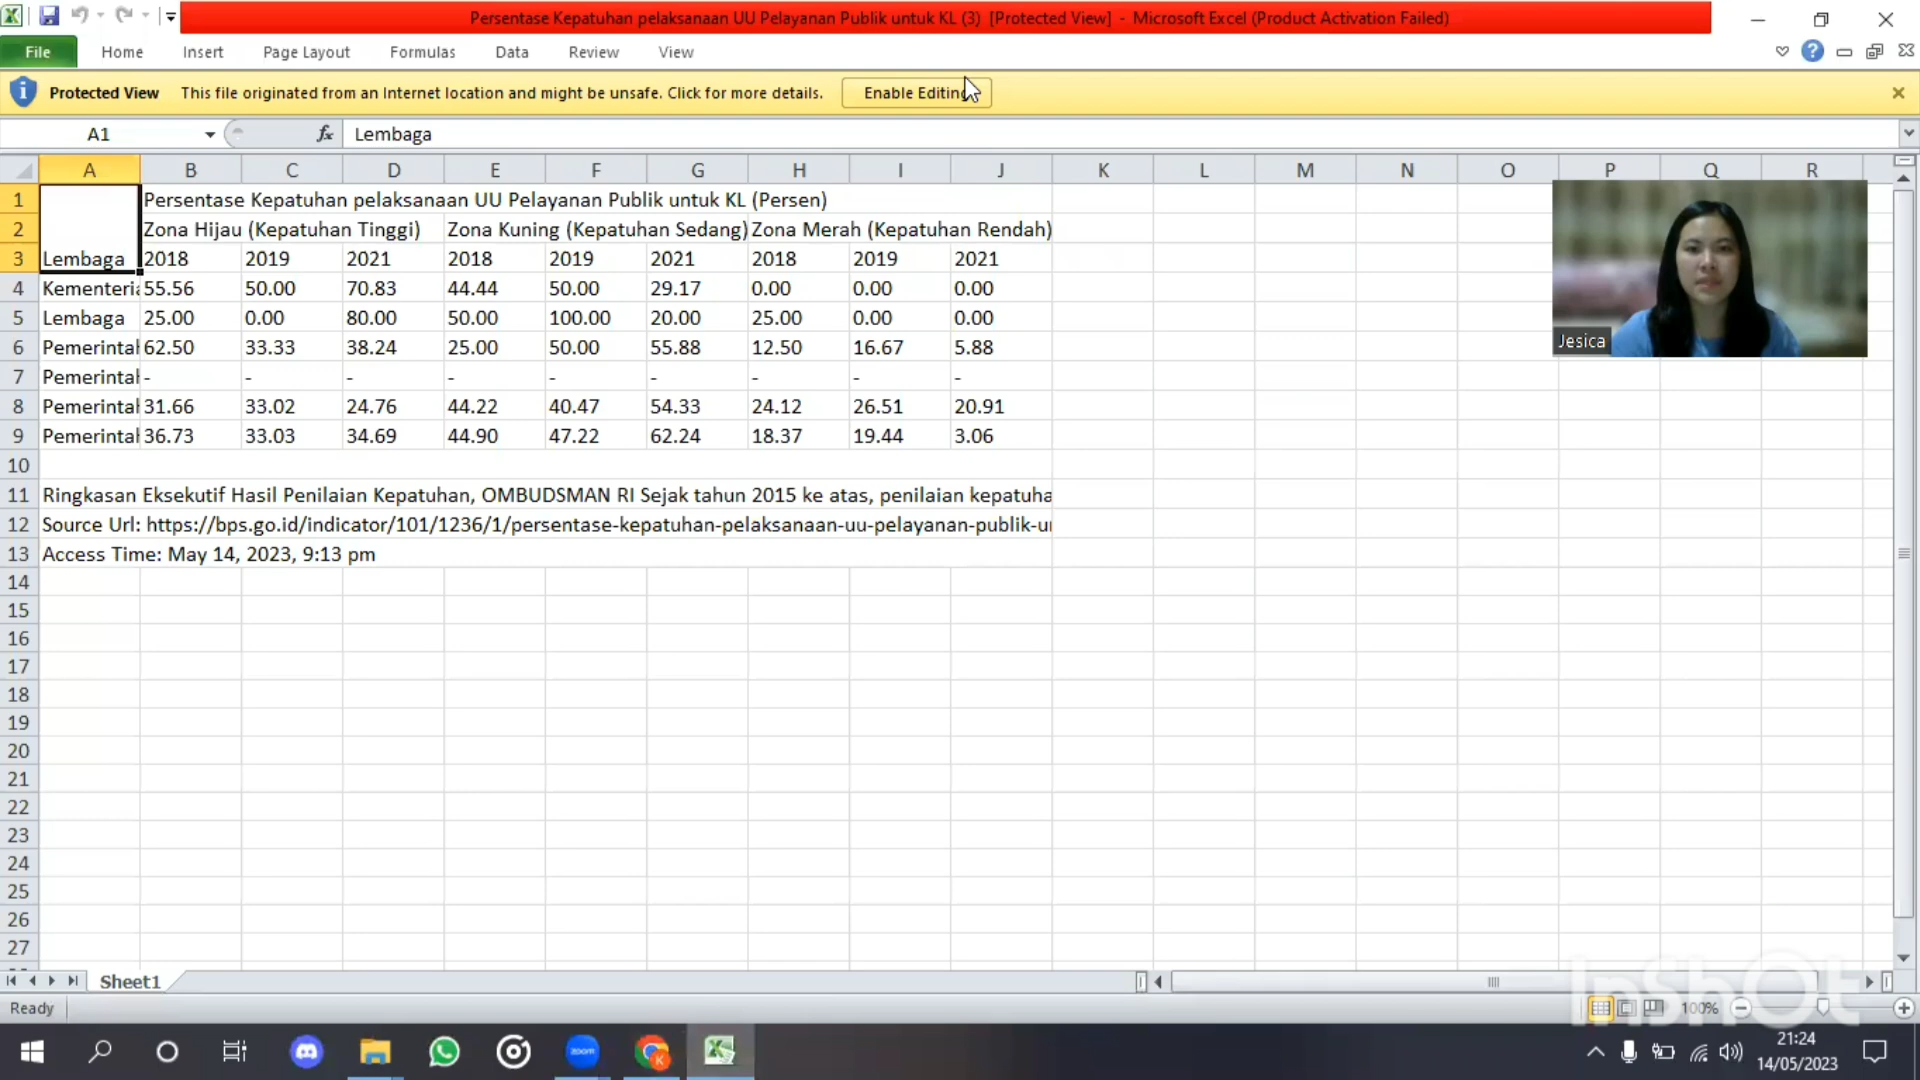 Persentase Kepatuhan pelaksanaan UU Pelayanan Publik untuk KL (3) [Protected View] - Microsoft Excel (Product Activation Failed)
File Home Insert Page Layout Formulas Data Review View
Protected View This file originated from an Internet location and might be unsafe. Click for more details. Enable Editing
A1 fx Lembaga
A B C D E F G H I J K L M N O P Q R
1 Persentase Kepatuhan pelaksanaan UU Pelayanan Publik untuk KL (Persen)
2 Zona Hijau (Kepatuhan Tinggi) Zona Kuning (Kepatuhan Sedang) Zona Merah (Kepatuhan Rendah)
3 Lembaga 2018 2019 2021 2018 2019 2021 2018 2019 2021
4 Kementeria 55.56 50.00 70.83 44.44 50.00 29.17 0.00 0.00 0.00
5 Lembaga 25.00 0.00 80.00 50.00 100.00 20.00 25.00 0.00 0.00
6 Pemerintah 62.50 33.33 38.24 25.00 50.00 55.88 12.50 16.67 5.88
7 Pemerintah - - - - - - - - -
8 Pemerintah 31.66 33.02 24.76 44.22 40.47 54.33 24.12 26.51 20.91
9 Pemerintah 36.73 33.03 34.69 44.90 47.22 62.24 18.37 19.44 3.06
10
11 Ringkasan Eksekutif Hasil Penilaian Kepatuhan, OMBUDSMAN RI Sejak tahun 2015 ke atas, penilaian kepatuha
12 Source Url: https://bps.go.id/indicator/101/1236/1/persentase-kepatuhan-pelaksanaan-uu-pelayanan-publik-u
13 Access Time: May 14, 2023, 9:13 pm
14
15
16
17
18
19
20
21
22
23
24
25
26
27
Jesica
Sheet1
InShOt
Ready 100%
zoom
K
21:24
14/05/2023